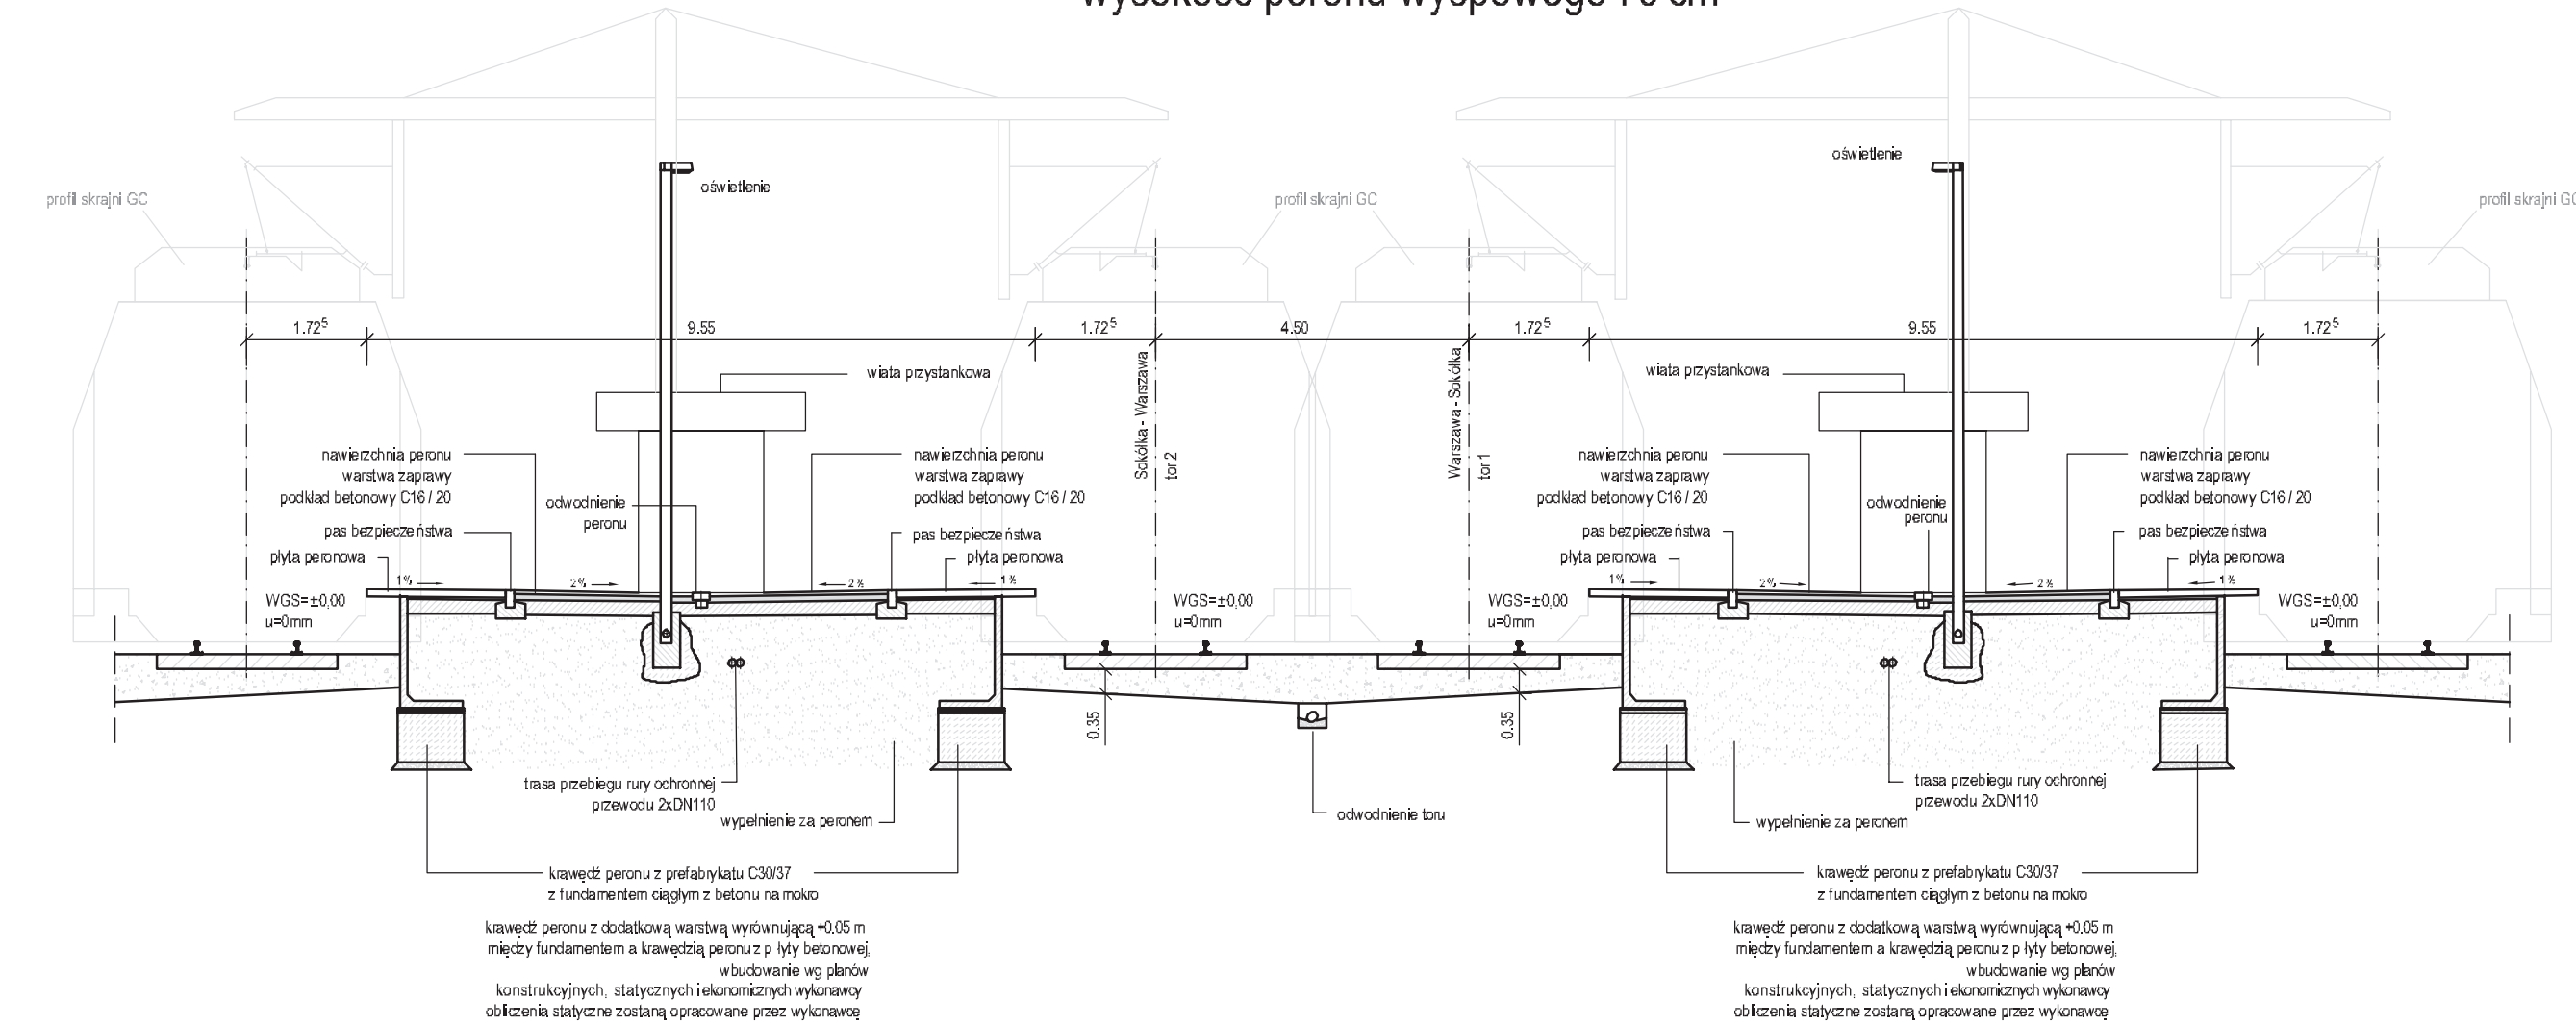 wysokość peronu wyspowego 76 cm
oświetlenie
oświetlenie
profil skrajni GC
profil skrajni GC
profil skrajni GC
1.72⁵
9.55
1.72⁵
4.50
1.72⁵
9.55
1.72⁵
wiata przystankowa
wiata przystankowa
Sokółka - Warszawa
tor 2
Warszawa - Sokółka
tor 1
nawierzchnia peronu
warstwa zaprawy
podkład betonowy C16 / 20
odwodnienie
peronu
nawierzchnia peronu
warstwa zaprawy
podkład betonowy C16 / 20
nawierzchnia peronu
warstwa zaprawy
podkład betonowy C16 / 20
odwodnienie
peronu
nawierzchnia peronu
warstwa zaprawy
podkład betonowy C16 / 20
pas bezpieczeństwa
pas bezpieczeństwa
pas bezpieczeństwa
pas bezpieczeństwa
płyta peronowa
płyta peronowa
płyta peronowa
płyta peronowa
1%
2%
2%
1%
1%
2%
2%
1%
WGS=±0,00
u=0mm
WGS=±0,00
u=0mm
WGS=±0,00
u=0mm
WGS=±0,00
u=0mm
0.35
0.35
trasa przebiegu rury ochronnej
przewodu 2xDN110
wypełnienie za peronem
odwodnienie toru
trasa przebiegu rury ochronnej
przewodu 2xDN110
wypełnienie za peronem
krawędź peronu z prefabrykatu C30/37
z fundamentem ciągłym z betonu na mokro
krawędź peronu z prefabrykatu C30/37
z fundamentem ciągłym z betonu na mokro
krawędź peronu z dodatkową warstwą wyrównującą +0.05 m
między fundamentem a krawędzią peronu z płyty betonowej,
wbudowanie wg planów
konstrukcyjnych, statycznych i ekonomicznych wykonawcy
obliczenia statyczne zostaną opracowane przez wykonawcę
krawędź peronu z dodatkową warstwą wyrównującą +0.05 m
między fundamentem a krawędzią peronu z płyty betonowej,
wbudowanie wg planów
konstrukcyjnych, statycznych i ekonomicznych wykonawcy
obliczenia statyczne zostaną opracowane przez wykonawcę